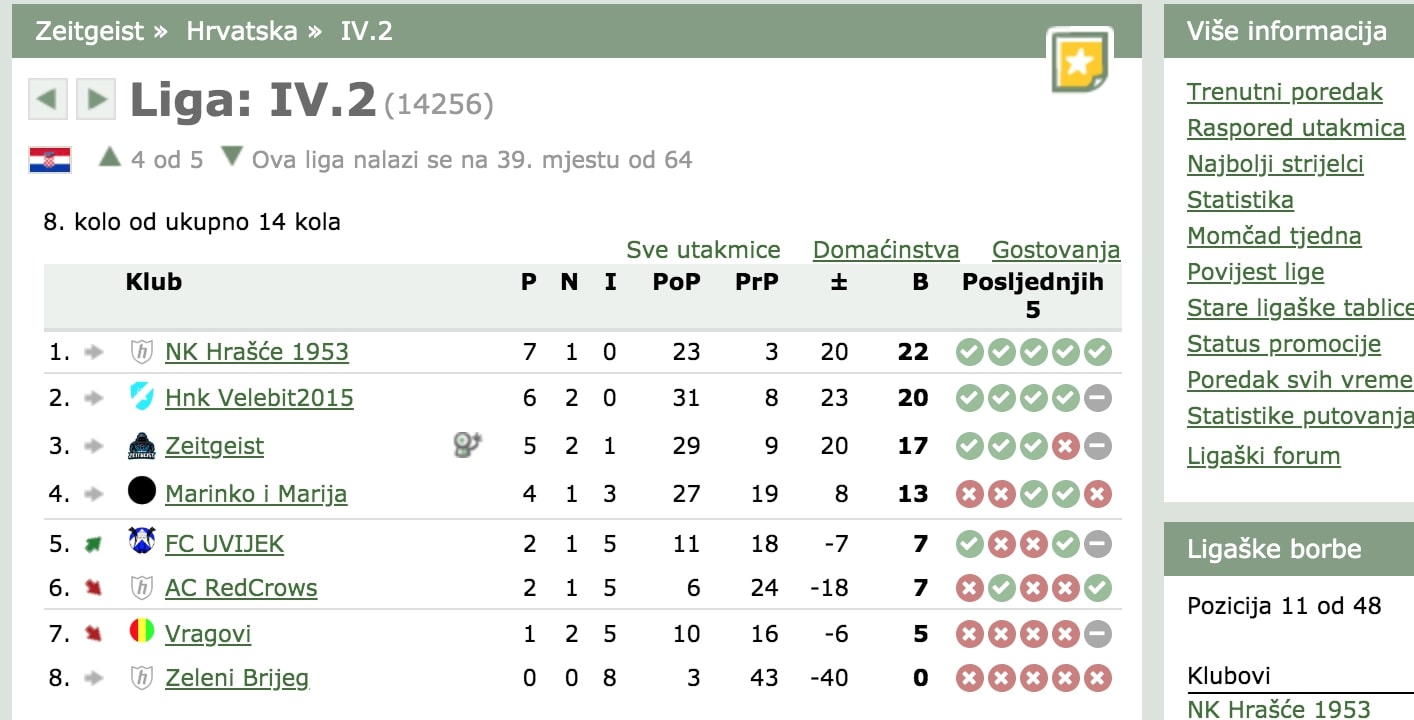 Zeitgeist » Hrvatska » IV.2
Liga: IV.2 (14256)
4 od 5 Ova liga nalazi se na 39. mjestu od 64
8. kolo od ukupno 14 kola
Sve utakmice Domaćinstva Gostovanja
Klub P N I PoP PrP ± B Posljednjih
5
1. NK Hrašće 1953 7 1 0 23 3 20 22
2. Hnk Velebit2015 6 2 0 31 8 23 20
3. Zeitgeist 5 2 1 29 9 20 17
4. Marinko i Marija 4 1 3 27 19 8 13
5. FC UVIJEK 2 1 5 11 18 -7 7
6. AC RedCrows 2 1 5 6 24 -18 7
7. Vragovi 1 2 5 10 16 -6 5
8. Zeleni Brijeg 0 0 8 3 43 -40 0
Više informacija
Trenutni poredak
Raspored utakmica
Najbolji strijelci
Statistika
Momčad tjedna
Povijest lige
Stare ligaške tablice
Status promocije
Poredak svih vreme
Statistike putovanja
Ligaški forum
Ligaške borbe
Pozicija 11 od 48
Klubovi
NK Hrašće 1953